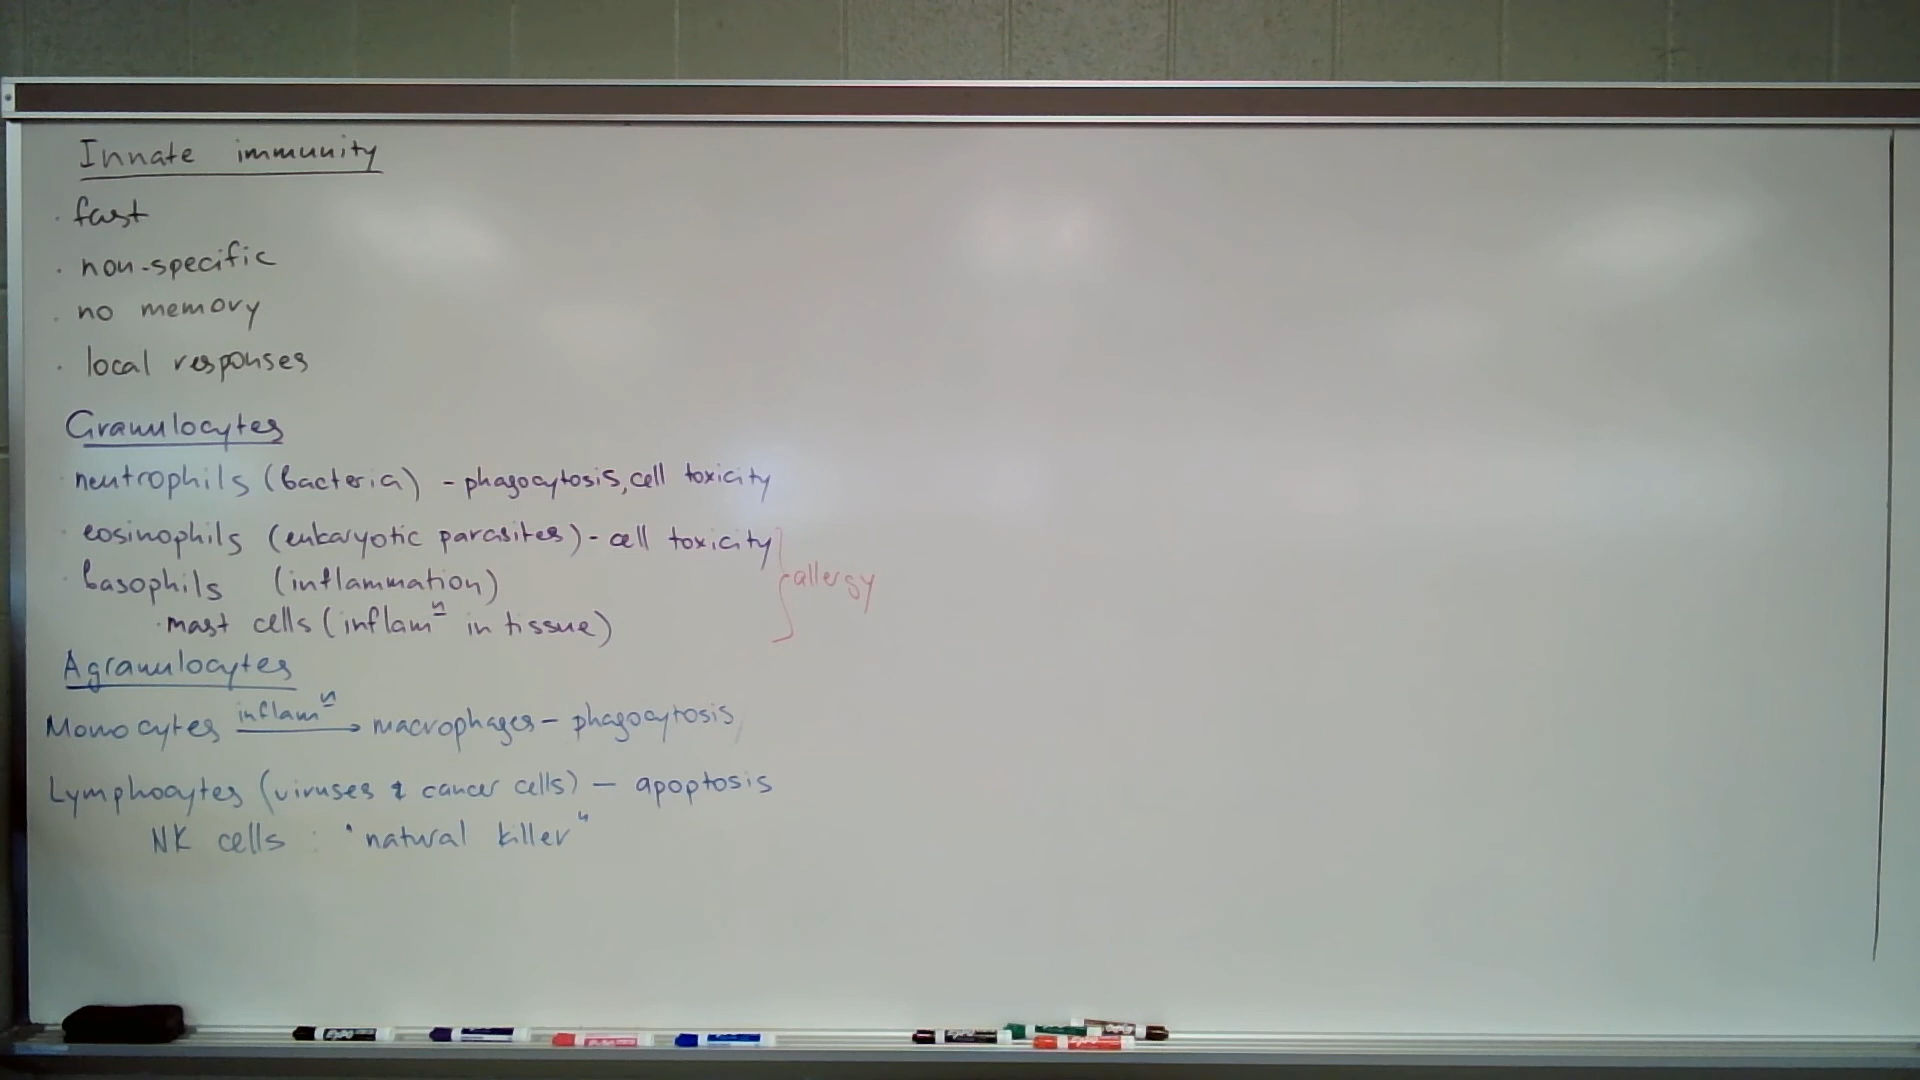 Innate immunity
· fast
· non-specific
· no memory
· local responses
Granulocytes
· neutrophils (bacteria) - phagocytosis, cell toxicity
· eosinophils (eukaryotic parasites) - cell toxicity
· basophils (inflammation)
} allergy
· mast cells (inflamⁿ in tissue)
Agranulocytes
Monocytes inflamⁿ → macrophages - phagocytosis
Lymphocytes (viruses & cancer cells) - apoptosis
NK cells : "natural killer"